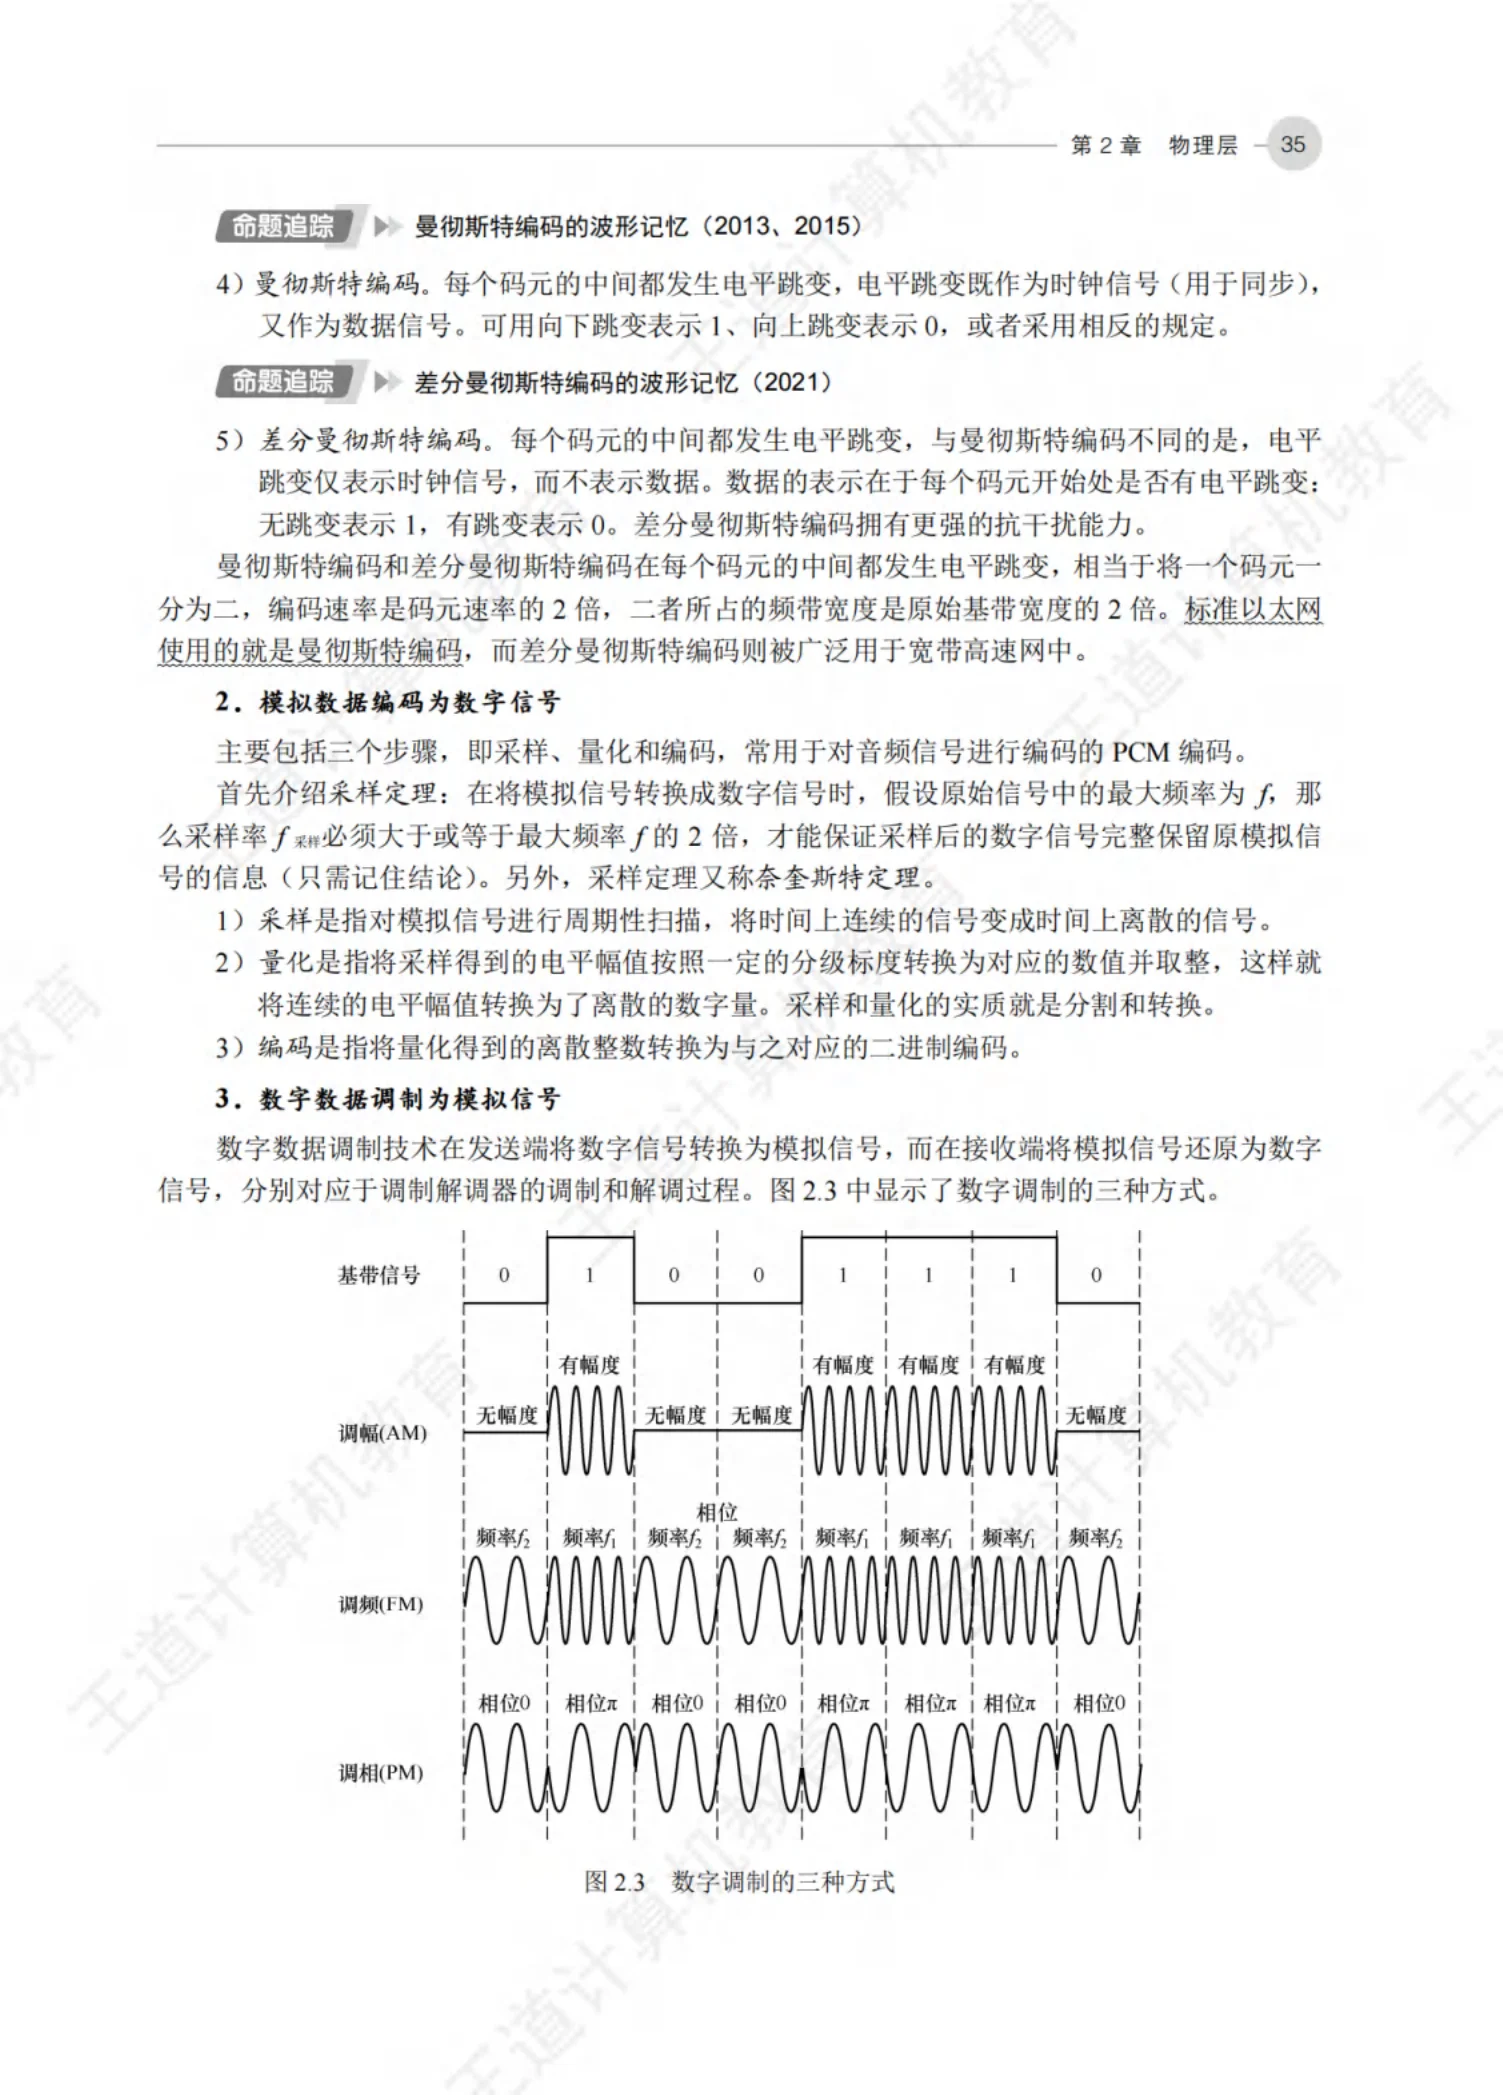 第 2 章　物理层　35
命题追踪 曼彻斯特编码的波形记忆（2013、2015）
4）曼彻斯特编码。每个码元的中间都发生电平跳变，电平跳变既作为时钟信号（用于同步），
又作为数据信号。可用向下跳变表示 1、向上跳变表示 0，或者采用相反的规定。
命题追踪 差分曼彻斯特编码的波形记忆（2021）
5）差分曼彻斯特编码。每个码元的中间都发生电平跳变，与曼彻斯特编码不同的是，电平
跳变仅表示时钟信号，而不表示数据。数据的表示在于每个码元开始处是否有电平跳变：
无跳变表示 1，有跳变表示 0。差分曼彻斯特编码拥有更强的抗干扰能力。
曼彻斯特编码和差分曼彻斯特编码在每个码元的中间都发生电平跳变，相当于将一个码元一
分为二，编码速率是码元速率的 2 倍，二者所占的频带宽度是原始基带宽度的 2 倍。标准以太网
使用的就是曼彻斯特编码，而差分曼彻斯特编码则被广泛用于宽带高速网中。
2．模拟数据编码为数字信号
主要包括三个步骤，即采样、量化和编码，常用于对音频信号进行编码的 PCM 编码。
首先介绍采样定理：在将模拟信号转换成数字信号时，假设原始信号中的最大频率为 f，那
么采样率 f 采样必须大于或等于最大频率 f 的 2 倍，才能保证采样后的数字信号完整保留原模拟信
号的信息（只需记住结论）。另外，采样定理又称奈奎斯特定理。
1）采样是指对模拟信号进行周期性扫描，将时间上连续的信号变成时间上离散的信号。
2）量化是指将采样得到的电平幅值按照一定的分级标度转换为对应的数值并取整，这样就
将连续的电平幅值转换为了离散的数字量。采样和量化的实质就是分割和转换。
3）编码是指将量化得到的离散整数转换为与之对应的二进制编码。
3．数字数据调制为模拟信号
数字数据调制技术在发送端将数字信号转换为模拟信号，而在接收端将模拟信号还原为数字
信号，分别对应于调制解调器的调制和解调过程。图 2.3 中显示了数字调制的三种方式。
基带信号 0 1 0 0 1 1 1 0
有幅度 有幅度 有幅度 有幅度
无幅度 无幅度 无幅度 无幅度
调幅(AM)
相位
频率f2 频率f1 频率f2 频率f2 频率f1 频率f1 频率f1 频率f2
调频(FM)
相位0 相位π 相位0 相位0 相位π 相位π 相位π 相位0
调相(PM)
图 2.3　数字调制的三种方式
王道计算机教育